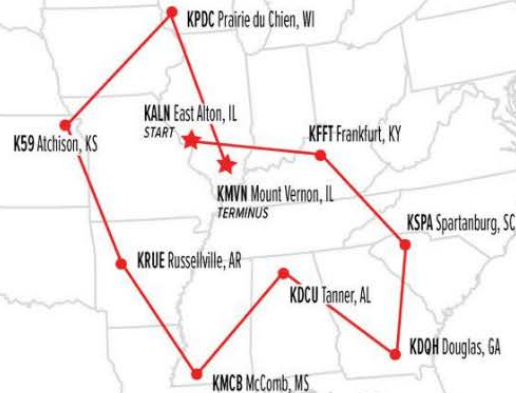 KPDC Prairie du Chien, WI
KALN East Alton, IL
START
KFFT Frankfurt, KY
K59 Atchison, KS
KMVN Mount Vernon, IL
TERMINUS
KSPA Spartanburg, SC
KRUE Russellville, AR
KDCU Tanner, AL
KDQH Douglas, GA
KMCB McComb, MS